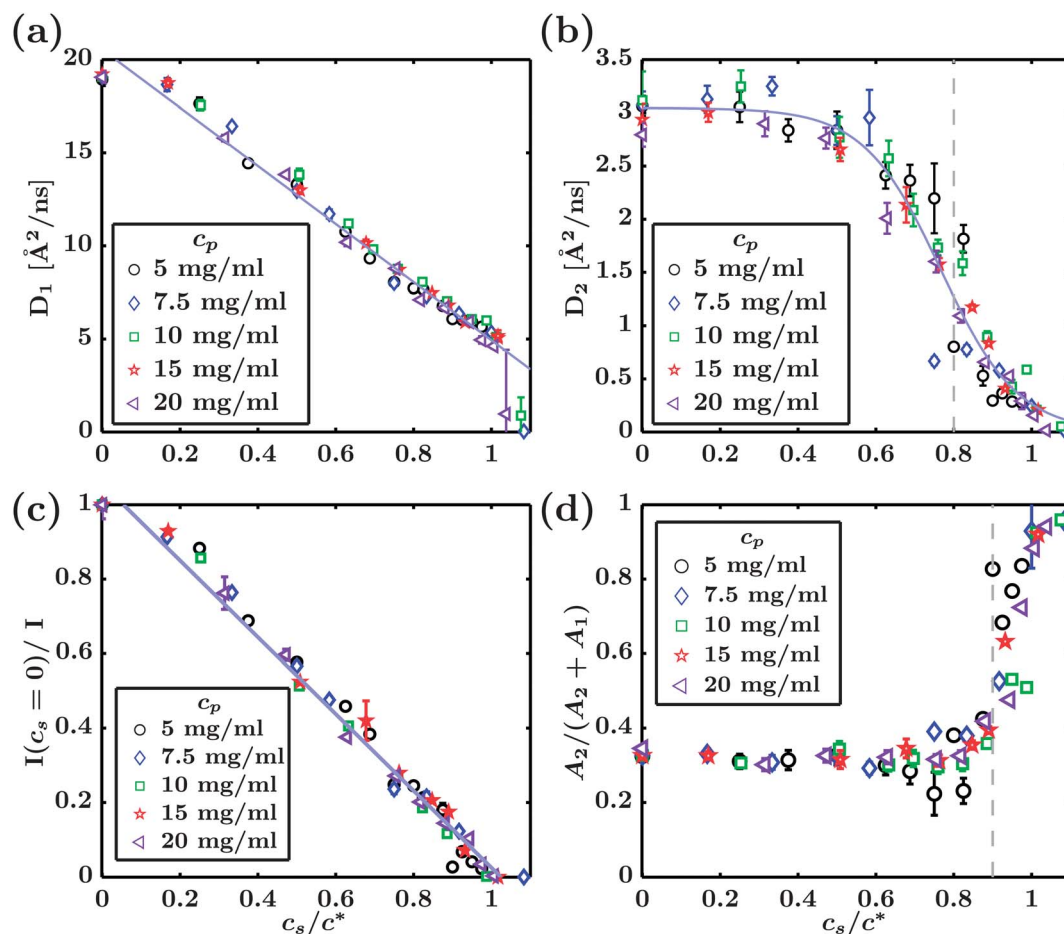 (a)
D₁ [Å²/ns]
20
15
10
5
0
0
0.2
0.4
0.6
0.8
1
cₚ
5 mg/ml
7.5 mg/ml
10 mg/ml
15 mg/ml
20 mg/ml
(b)
D₂ [Å²/ns]
3.5
3
2.5
2
1.5
1
0.5
0
0
0.2
0.4
0.6
0.8
1
cₚ
5 mg/ml
7.5 mg/ml
10 mg/ml
15 mg/ml
20 mg/ml
(c)
I(cₛ = 0)/ I
1
0.8
0.6
0.4
0.2
0
0
0.2
0.4
0.6
0.8
1
cₛ/c*
cₚ
5 mg/ml
7.5 mg/ml
10 mg/ml
15 mg/ml
20 mg/ml
(d)
A₂/(A₂ + A₁)
1
0.8
0.6
0.4
0.2
0
0
0.2
0.4
0.6
0.8
1
cₛ/c*
cₚ
5 mg/ml
7.5 mg/ml
10 mg/ml
15 mg/ml
20 mg/ml